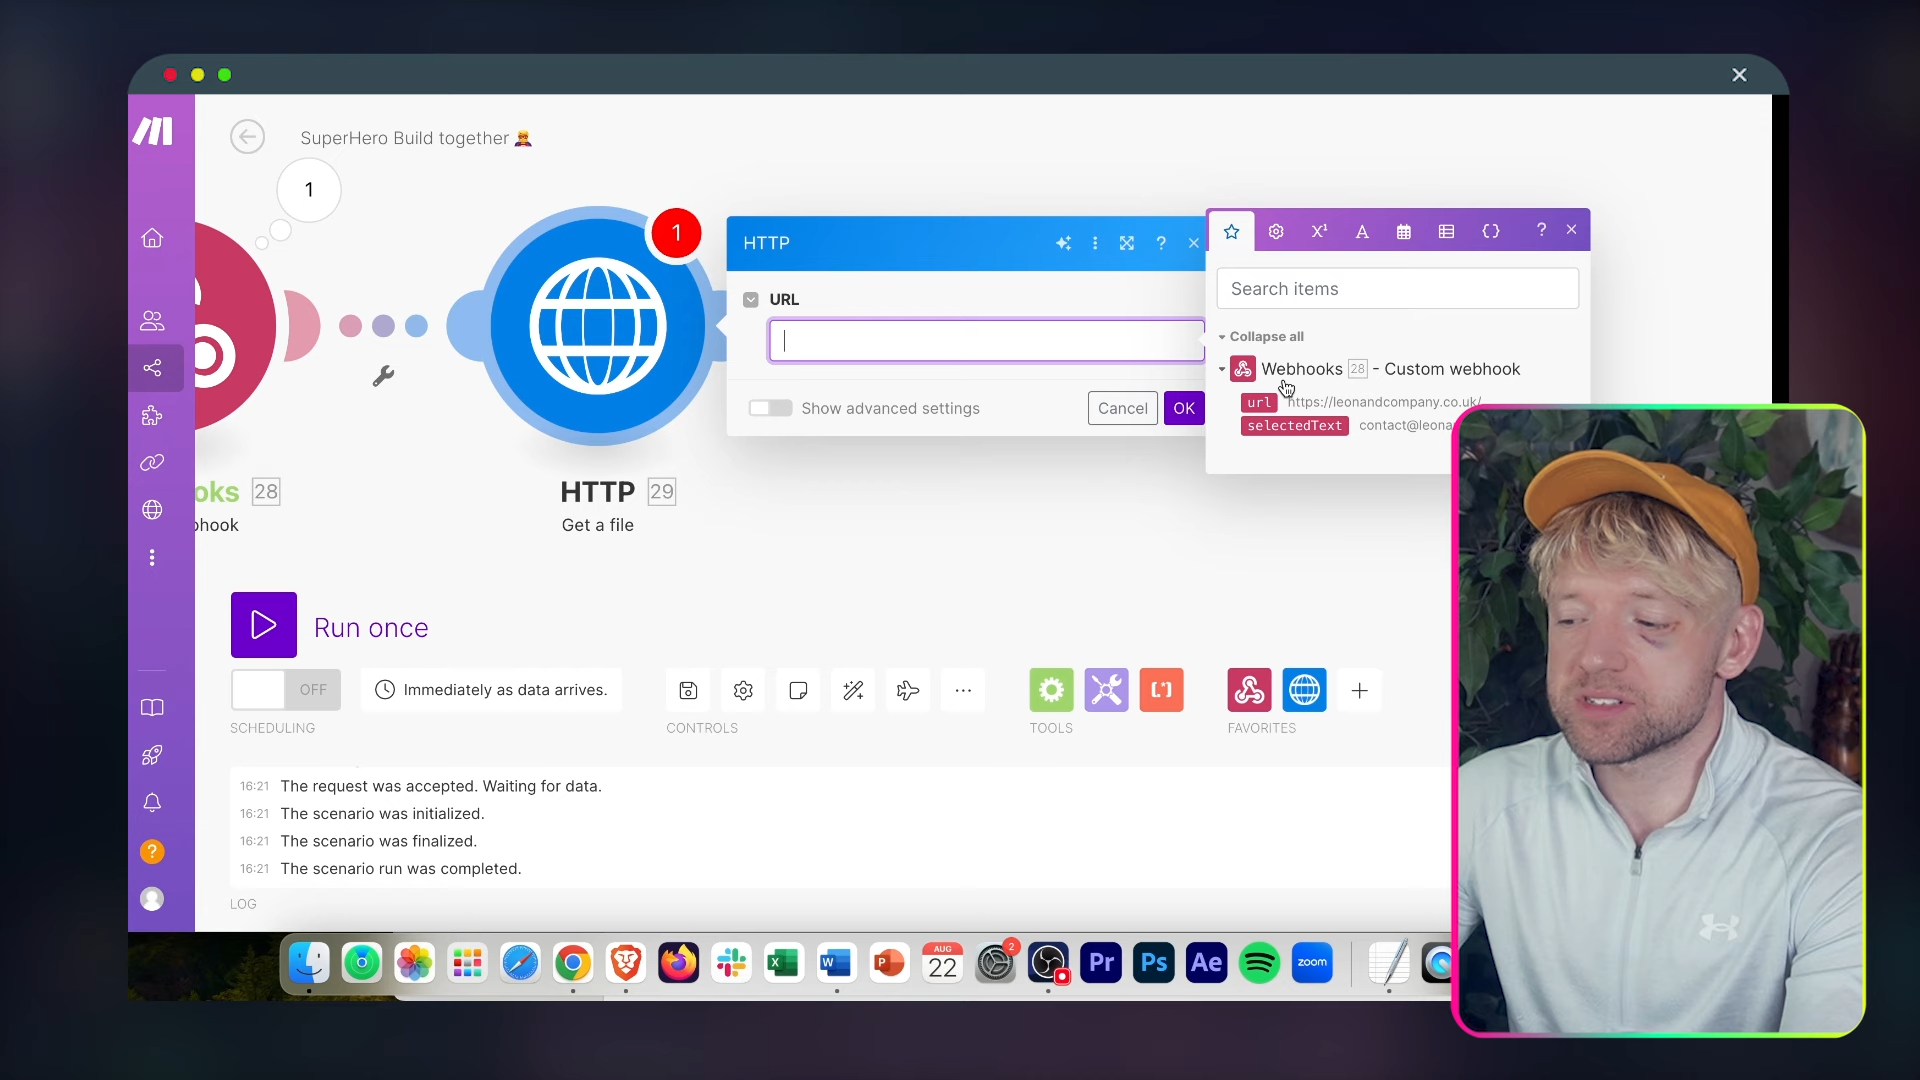 SuperHero Build together
1
1
HTTP
?
URL
Show advanced settings
Cancel
OK
?
Search items
Collapse all
Webhooks 28 - Custom webhook
url https://leonandcompany.co.uk/
selectedText contact@leona
oks 28
HTTP 29
Get a file
Run once
OFF
Immediately as data arrives.
SCHEDULING
CONTROLS
TOOLS
FAVORITES
16:21 The request was accepted. Waiting for data.
16:21 The scenario was initialized.
16:21 The scenario was finalized.
16:21 The scenario run was completed.
LOG
?
AUG
22
2
Pr
Ps
Ae
zoom
X
W
P